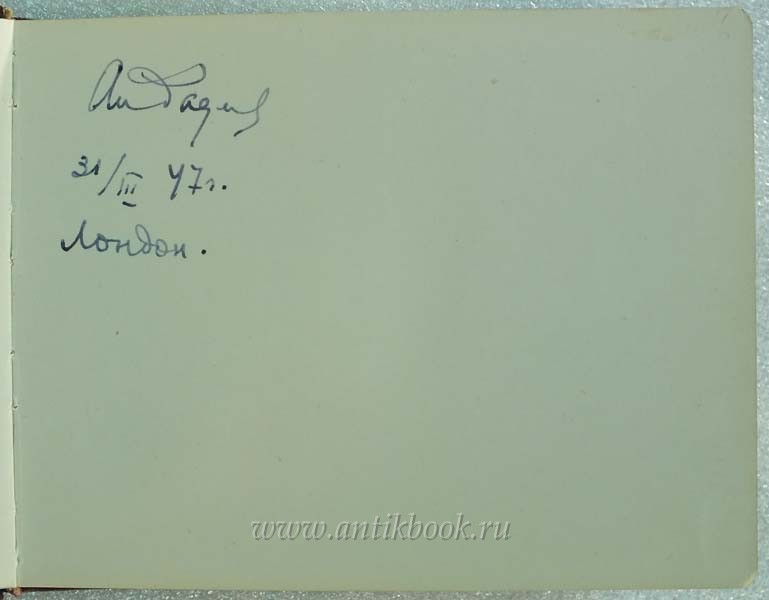 Ал Фадеев
31/III 47г.
Лондон.
www.antikbook.ru